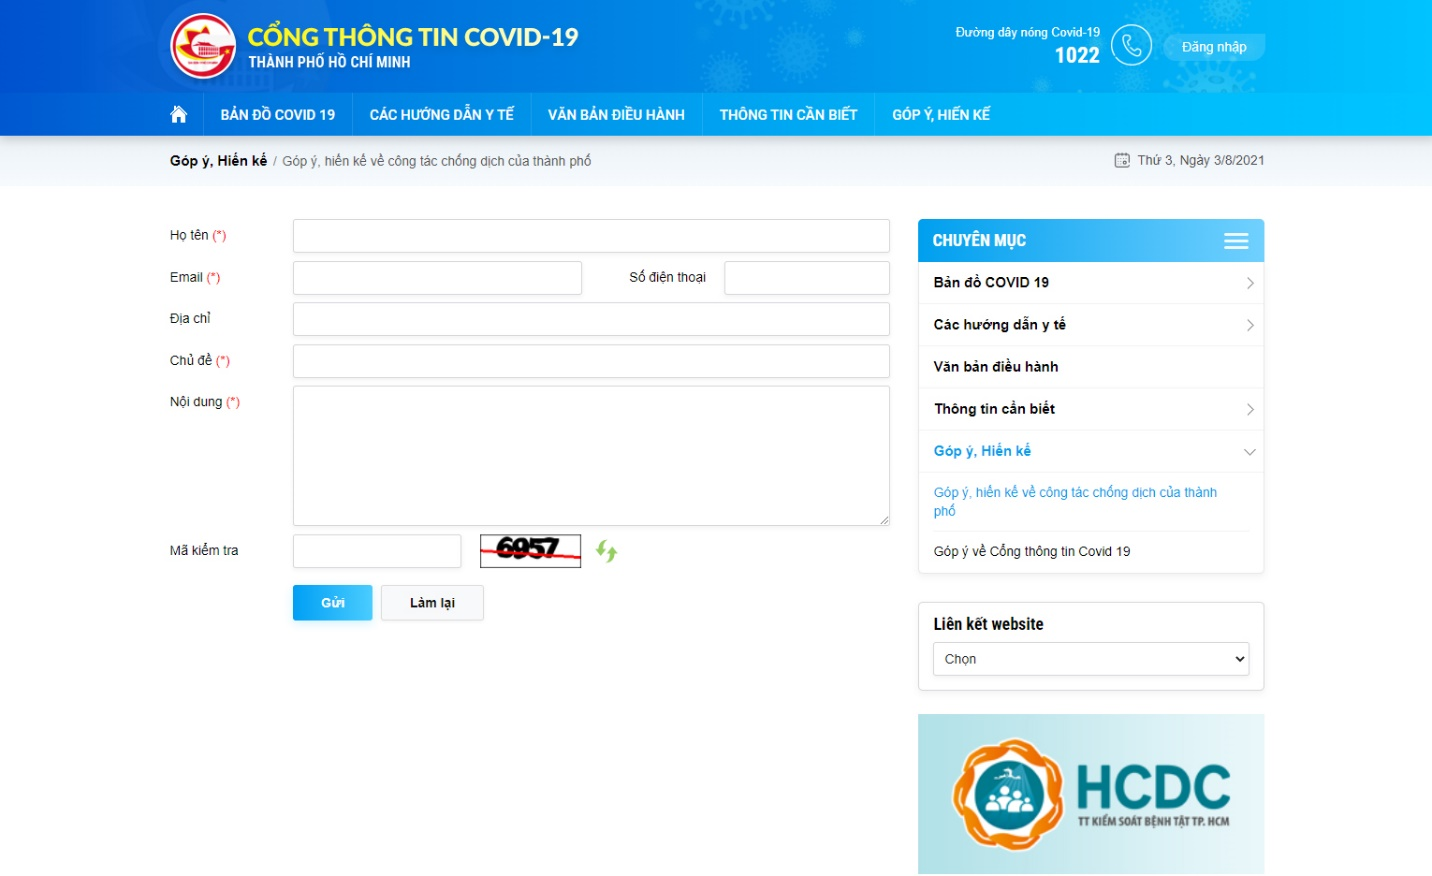 CỔNG THÔNG TIN COVID-19
THÀNH PHỐ HỒ CHÍ MINH
Đường dây nóng Covid-19
1022
Đăng nhập
BẢN ĐỒ COVID 19
CÁC HƯỚNG DẪN Y TẾ
VĂN BẢN ĐIỀU HÀNH
THÔNG TIN CẦN BIẾT
GÓP Ý, HIẾN KẾ
Góp ý, Hiến kế / Góp ý, hiến kế về công tác chống dịch của thành phố
Thứ 3, Ngày 3/8/2021
Họ tên (*)
Email (*)
Số điện thoại
Địa chỉ
Chủ đề (*)
Nội dung (*)
Mã kiểm tra
6957
Gửi
Làm lại
CHUYÊN MỤC
Bản đồ COVID 19
Các hướng dẫn y tế
Văn bản điều hành
Thông tin cần biết
Góp ý, Hiến kế
Góp ý, hiến kế về công tác chống dịch của thành
phố
Góp ý về Cổng thông tin Covid 19
Liên kết website
Chọn
HCDC
TT KIỂM SOÁT BỆNH TẬT TP. HCM